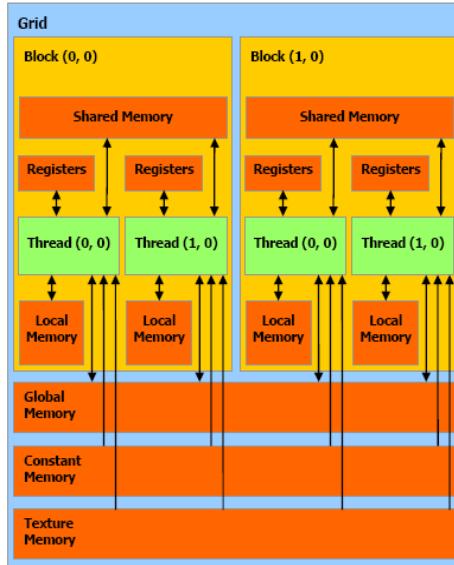 Grid
Block (0, 0)
Block (1, 0)
Shared Memory
Shared Memory
Registers
Registers
Registers
Registers
Thread (0, 0)
Thread (1, 0)
Thread (0, 0)
Thread (1, 0)
Local
Memory
Local
Memory
Local
Memory
Local
Memory
Global
Memory
Constant
Memory
Texture
Memory